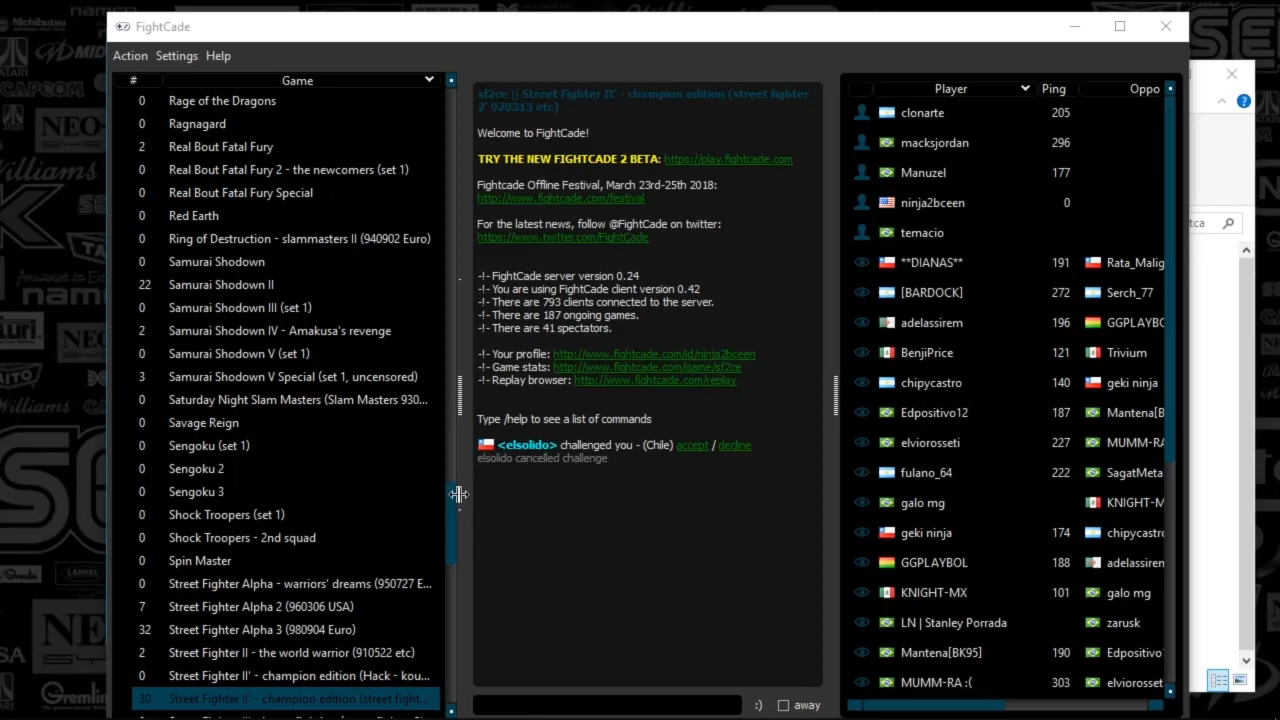 FightCade
Action Settings Help
# Game
0 Rage of the Dragons
0 Ragnagard
2 Real Bout Fatal Fury
0 Real Bout Fatal Fury 2 - the newcomers (set 1)
0 Real Bout Fatal Fury Special
0 Red Earth
0 Ring of Destruction - slammasters II (940902 Euro)
0 Samurai Shodown
22 Samurai Shodown II
0 Samurai Shodown III (set 1)
2 Samurai Shodown IV - Amakusa's revenge
0 Samurai Shodown V (set 1)
3 Samurai Shodown V Special (set 1, uncensored)
0 Saturday Night Slam Masters (Slam Masters 930...
0 Savage Reign
0 Sengoku (set 1)
0 Sengoku 2
0 Sengoku 3
0 Shock Troopers (set 1)
0 Shock Troopers - 2nd squad
0 Spin Master
0 Street Fighter Alpha - warriors' dreams (950727 E...
7 Street Fighter Alpha 2 (960306 USA)
32 Street Fighter Alpha 3 (980904 Euro)
2 Street Fighter II - the world warrior (910522 etc)
0 Street Fighter II' - champion edition (Hack - kou...
30 Street Fighter II' - champion edition (street fight...
sf2ce || Street Fighter II' - champion edition (street fighter
2' 920313 etc)
Welcome to FightCade!
TRY THE NEW FIGHTCADE 2 BETA: https://play.fightcade.com
Fightcade Offline Festival, March 23rd-25th 2018:
http://www.fightcade.com/festival
For the latest news, follow @FightCade on twitter:
https://www.twitter.com/FightCade
-!- FightCade server version 0.24
-!- You are using FightCade client version 0.42
-!- There are 793 clients connected to the server.
-!- There are 187 ongoing games.
-!- There are 41 spectators.
-!- Your profile: http://www.fightcade.com/id/ninja2bceen
-!- Game stats: http://www.fightcade.com/game/sf2ce
-!- Replay browser: http://www.fightcade.com/replay
Type /help to see a list of commands
<elsolido> challenged you - (Chile) accept / decline
elsolido cancelled challenge
:) away
Player Ping Oppo
clonarte 205
macksjordan 296
Manuzel 177
ninja2bceen 0
temacio
**DIANAS** 191 Rata_Malig
[BARDOCK] 272 Serch_77
adelassirem 196 GGPLAYBO
BenjiPrice 121 Trivium
chipycastro 140 geki ninja
Edpositivo12 187 Mantena[B
elviorosseti 227 MUMM-RA
fulano_64 222 SagatMeta
galo mg KNIGHT-M
geki ninja 174 chipycastro
GGPLAYBOL 188 adelassiren
KNIGHT-MX 101 galo mg
LN | Stanley Porrada zarusk
Mantena[BK95] 190 Edpositivo
MUMM-RA :( 303 elviorosset
tca
Nichibutsu
CAPCOM
Williams
Gremlin